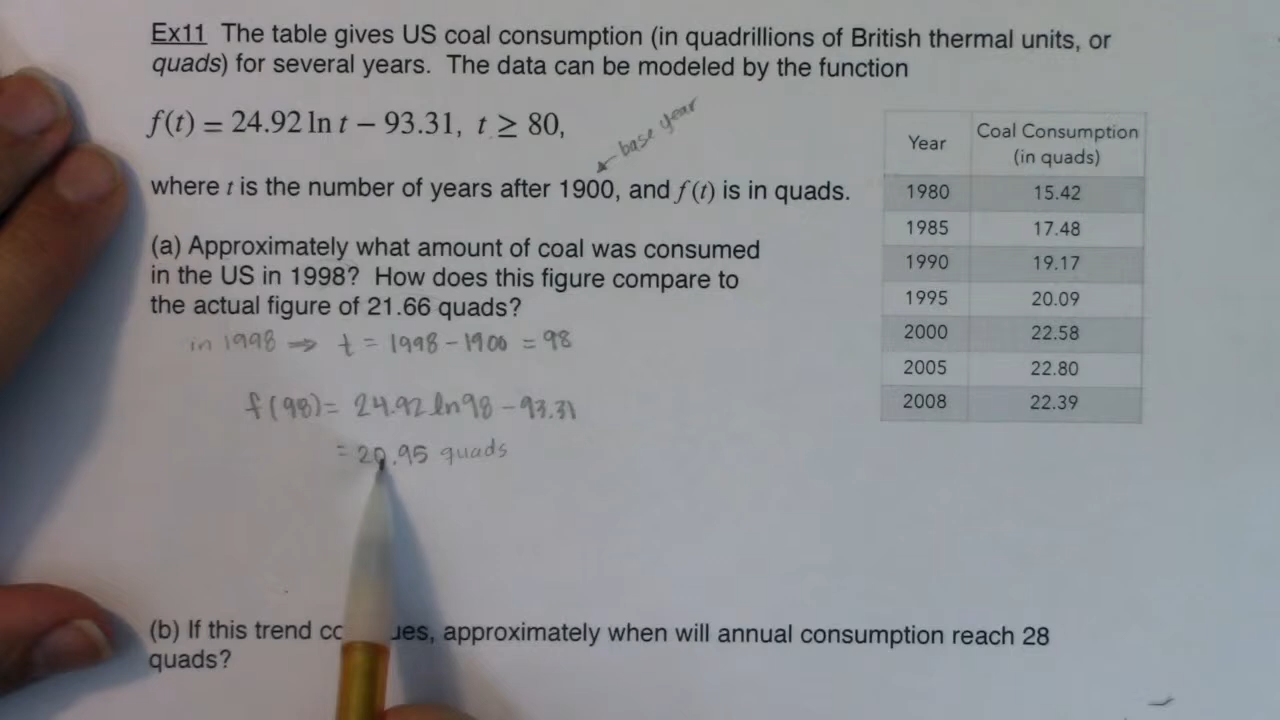 Ex11 The table gives US coal consumption (in quadrillions of British thermal units, or
quads) for several years. The data can be modeled by the function
f(t) = 24.92 ln t − 93.31, t ≥ 80,
base year
where t is the number of years after 1900, and f(t) is in quads.
(a) Approximately what amount of coal was consumed
in the US in 1998? How does this figure compare to
the actual figure of 21.66 quads?
in 1998 ⇒ t = 1998 - 1900 = 98
f(98) = 24.92 ln 98 - 93.31
= 20.95 quads
Year Coal Consumption
(in quads)
1980 15.42
1985 17.48
1990 19.17
1995 20.09
2000 22.58
2005 22.80
2008 22.39
(b) If this trend approximately when will annual consumption reach 28
quads?